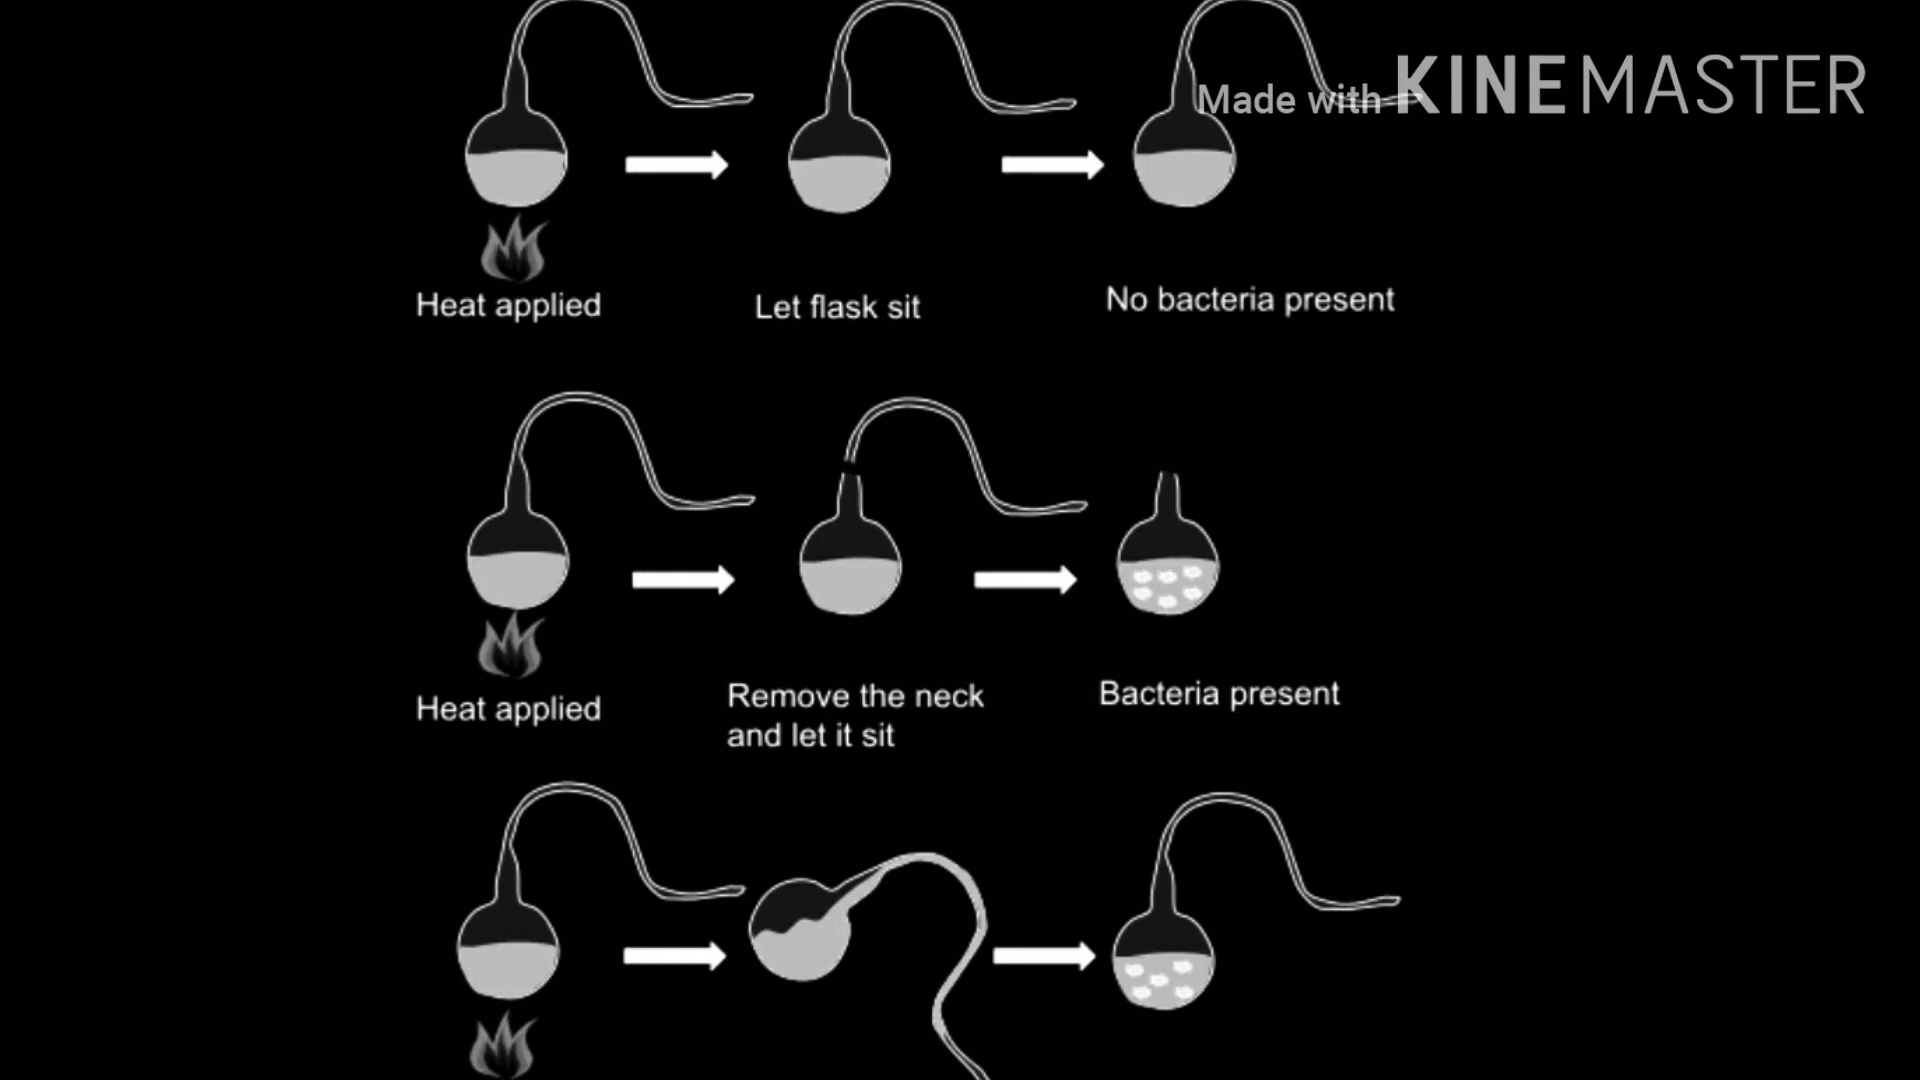 Made with KINEMASTER
Heat applied
Let flask sit
No bacteria present
Heat applied
Remove the neck
and let it sit
Bacteria present